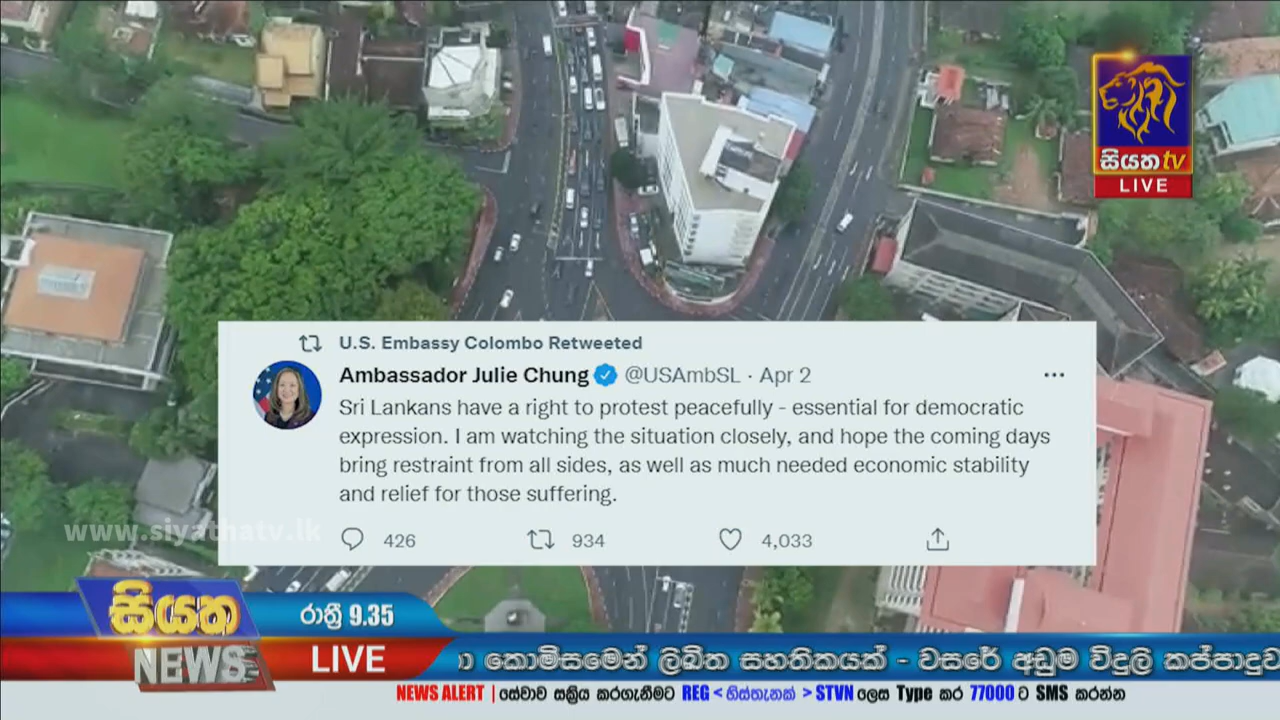 සියත tv
LIVE
U.S. Embassy Colombo Retweeted
Ambassador Julie Chung @USAmbSL · Apr 2
Sri Lankans have a right to protest peacefully - essential for democratic
expression. I am watching the situation closely, and hope the coming days
bring restraint from all sides, as well as much needed economic stability
and relief for those suffering.
426 934 4,033
www.siyathatv.lk
සියත
NEWS
රාත්‍රී 9.35
LIVE
කොමිසමෙන් ලිඛිත සහතිකයක් - වසරේ අඩුම විදුලි කප්පාදුව
NEWS ALERT | සේවාව සක්‍රිය කරගැනීමට REG < හිස්තැනක් > STVN ලෙස Type කර 77000 ට SMS කරන්න